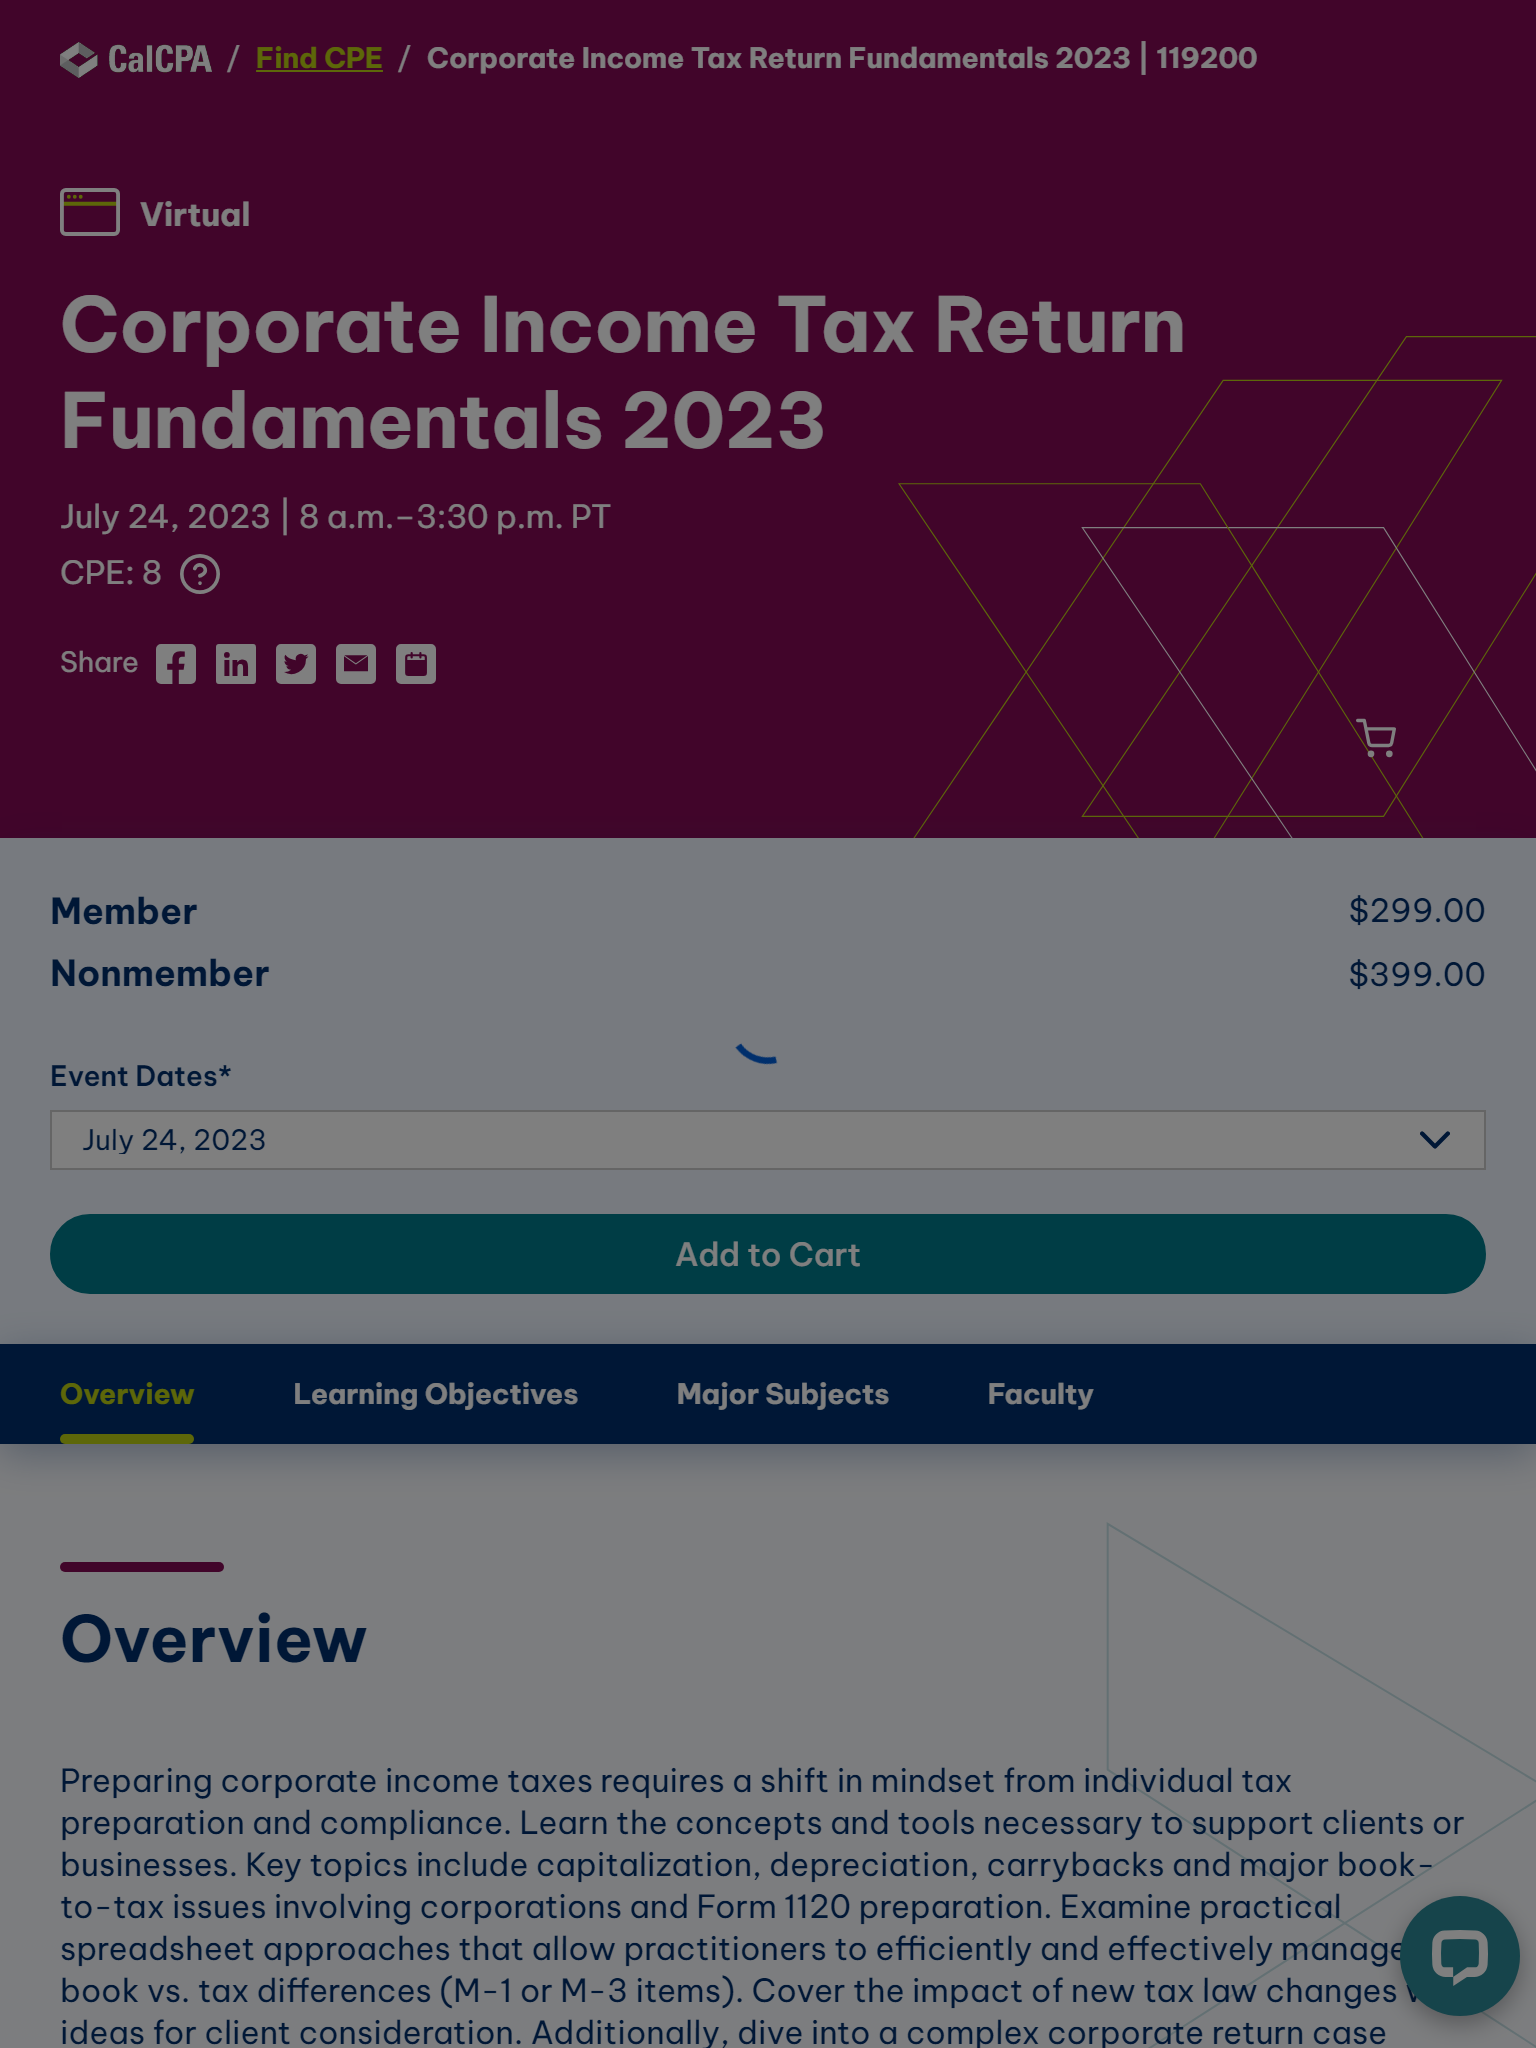 CalCPA / Find CPE / Corporate Income Tax Return Fundamentals 2023 | 119200
Virtual
Corporate Income Tax Return
Fundamentals 2023
July 24, 2023 | 8 a.m.–3:30 p.m. PT
CPE: 8 ?
Share
Member $299.00
Nonmember $399.00
Event Dates*
July 24, 2023
Add to Cart
Overview Learning Objectives Major Subjects Faculty
Overview
Preparing corporate income taxes requires a shift in mindset from individual tax
preparation and compliance. Learn the concepts and tools necessary to support clients or
businesses. Key topics include capitalization, depreciation, carrybacks and major book-
to-tax issues involving corporations and Form 1120 preparation. Examine practical
spreadsheet approaches that allow practitioners to efficiently and effectively manage
book vs. tax differences (M-1 or M-3 items). Cover the impact of new tax law changes
ideas for client consideration. Additionally, dive into a complex corporate return case